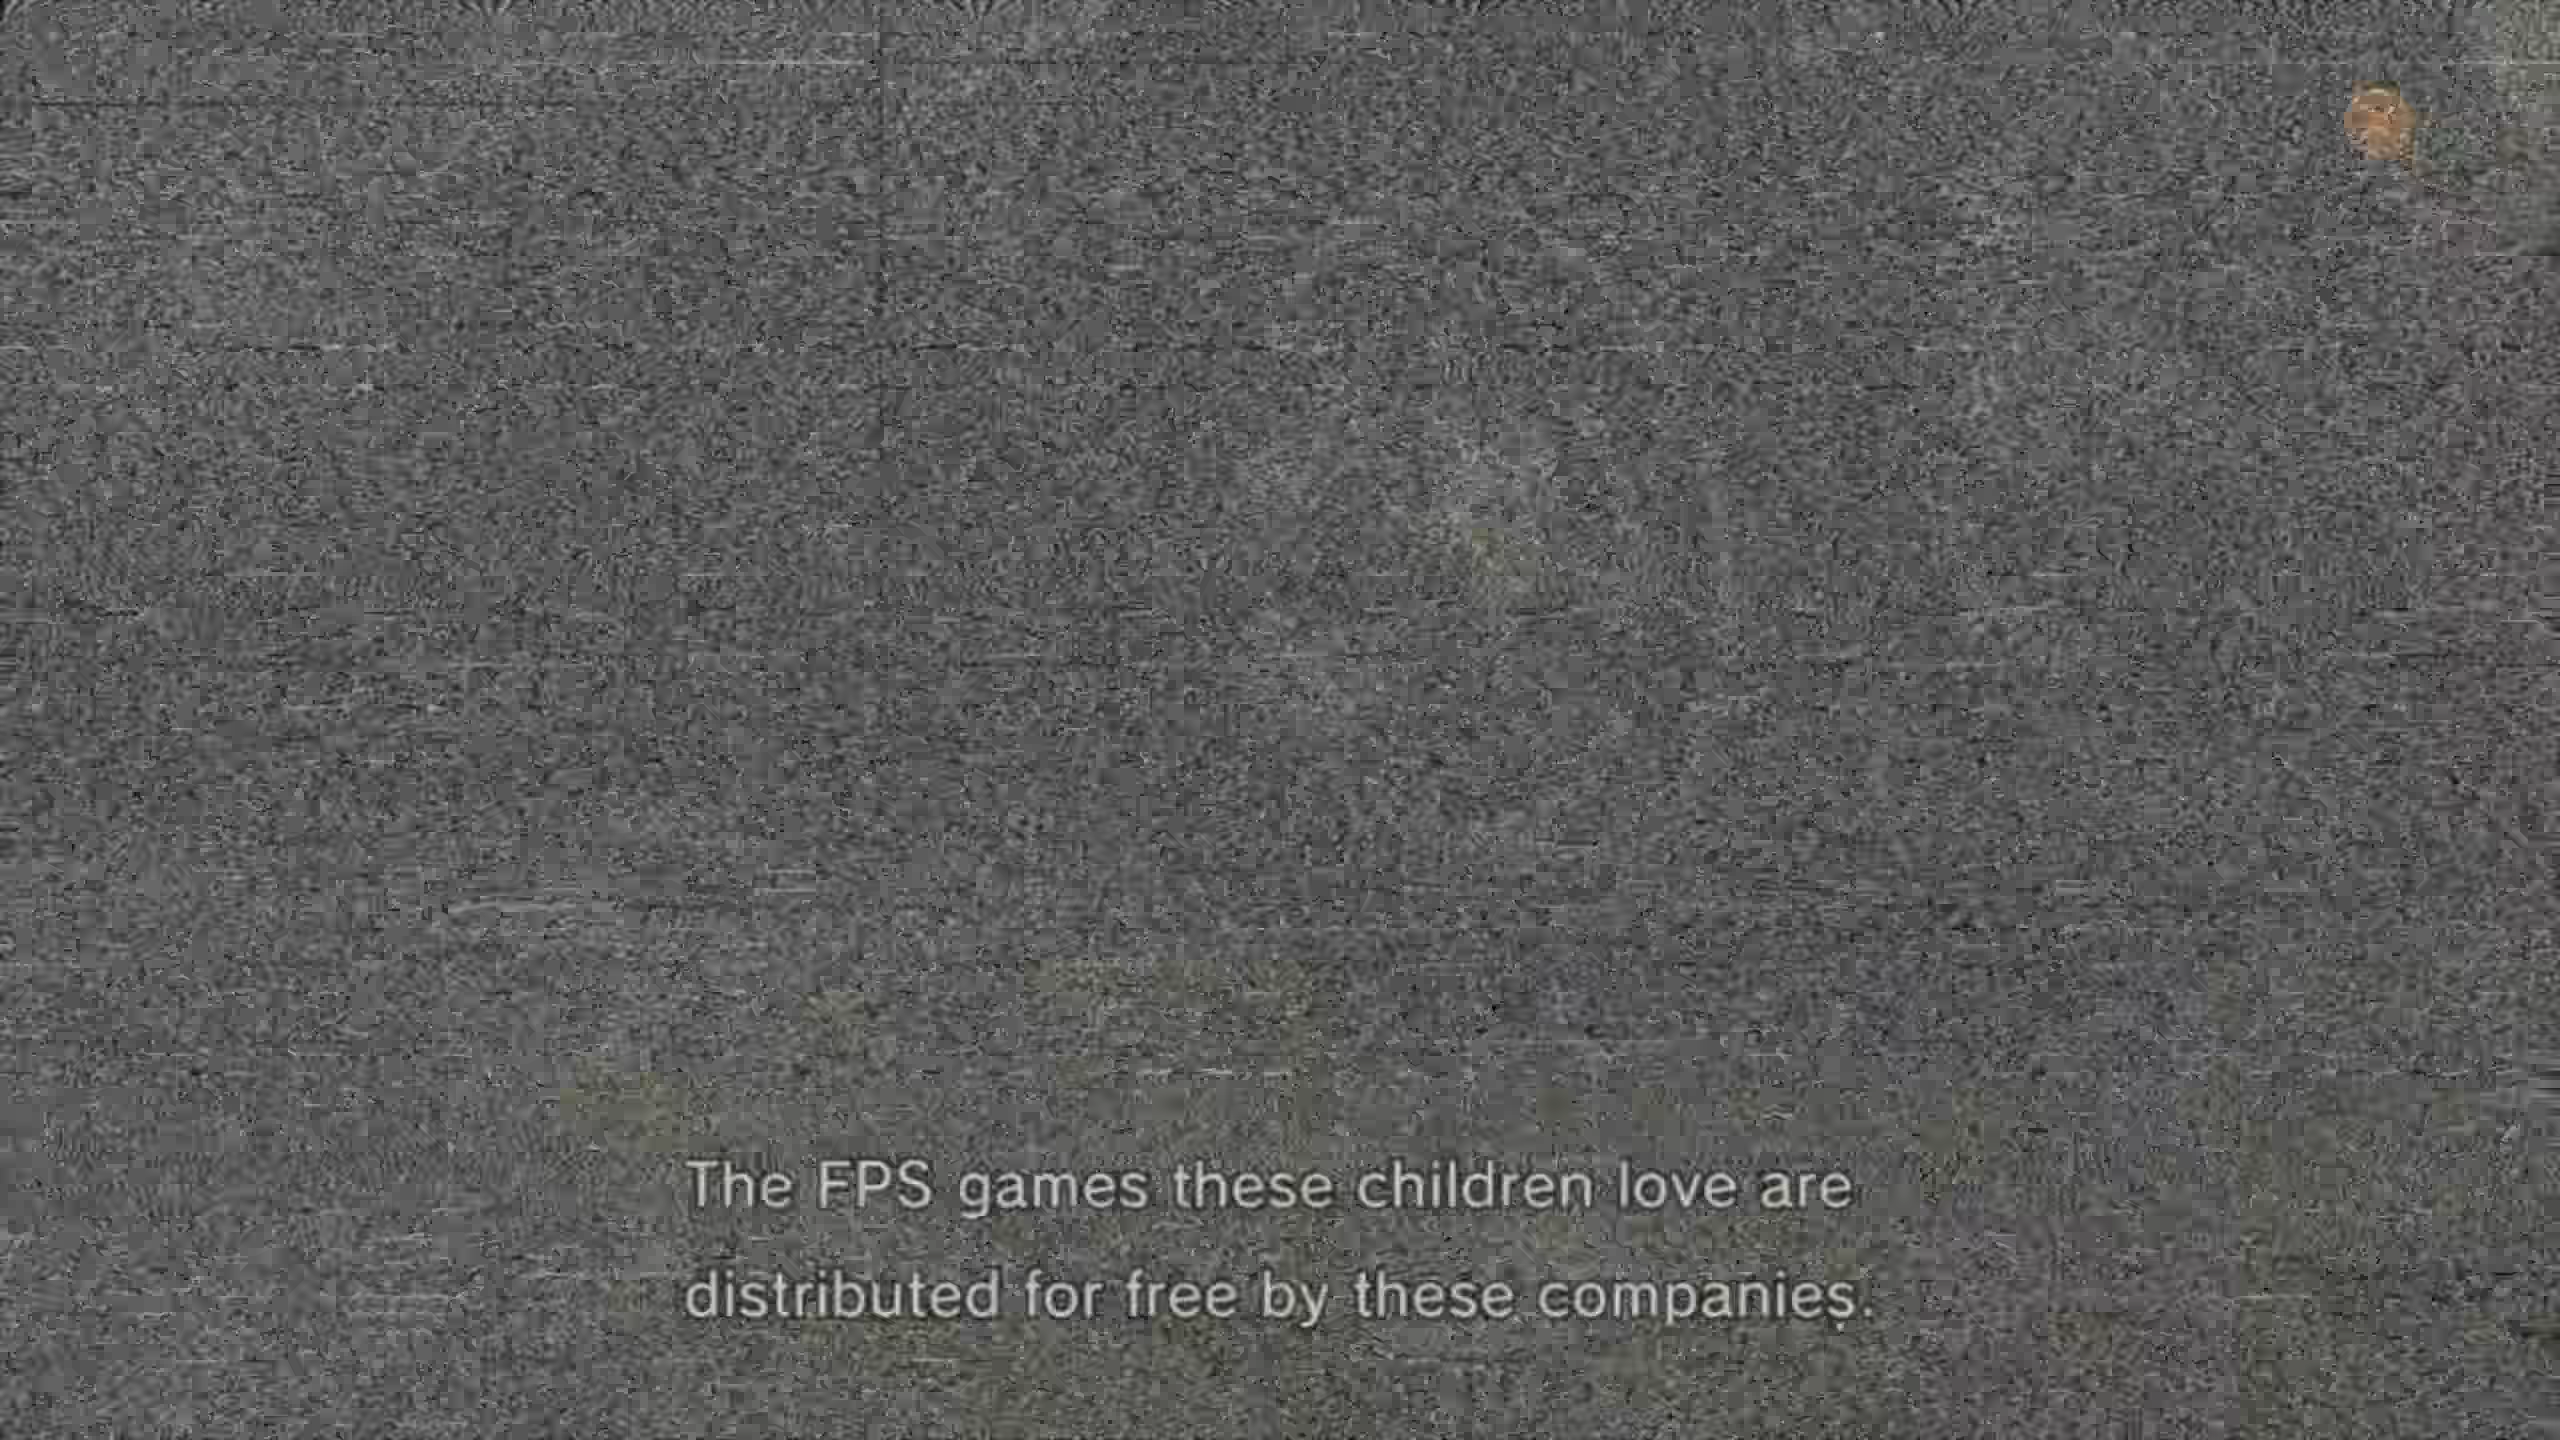 The FPS games these children love are
distributed for free by these companies.